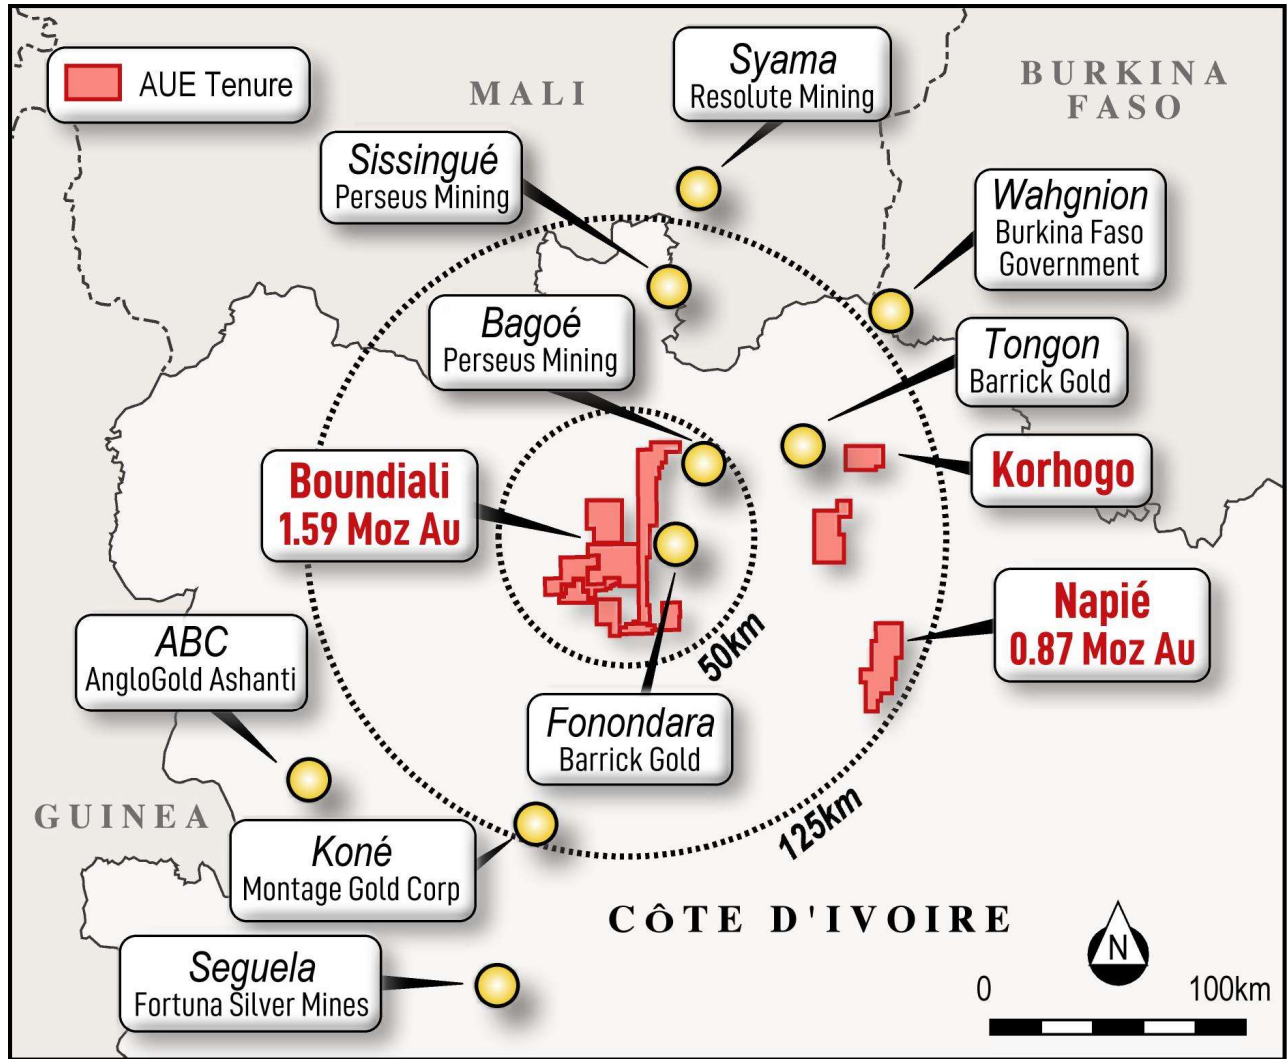 AUE Tenure
MALI
Syama
Resolute Mining
BURKINA
FASO
Sissingué
Perseus Mining
Wahgnion
Burkina Faso
Government
Bagoé
Perseus Mining
Tongon
Barrick Gold
Boundiali
1.59 Moz Au
Korhogo
Napié
0.87 Moz Au
50km
ABC
AngloGold Ashanti
Fonondara
Barrick Gold
GUINEA
125km
Koné
Montage Gold Corp
CôTE D'IVOIRE
Seguela
Fortuna Silver Mines
N
0 100km